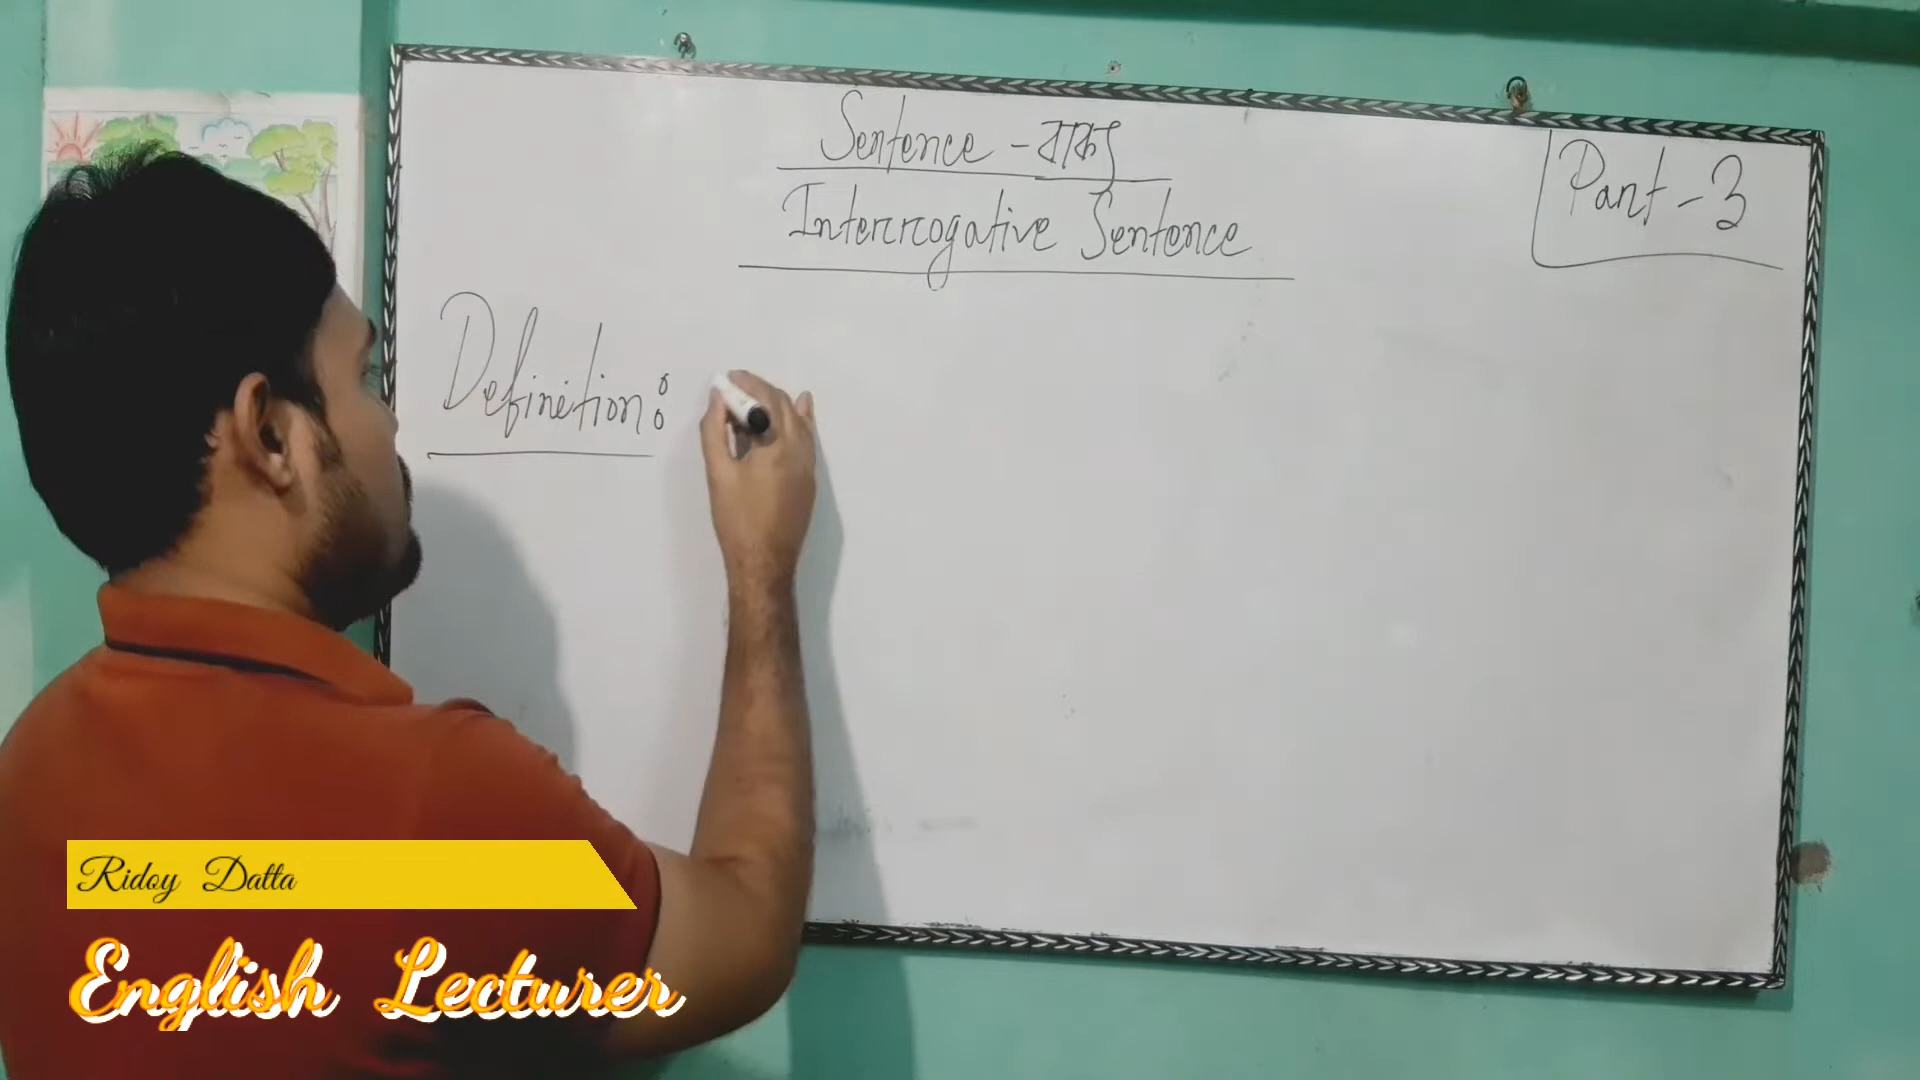 Sentence - বাক্য
Interrogative Sentence
Part - 3
Definition:
Ridoy Datta
English Lecturer